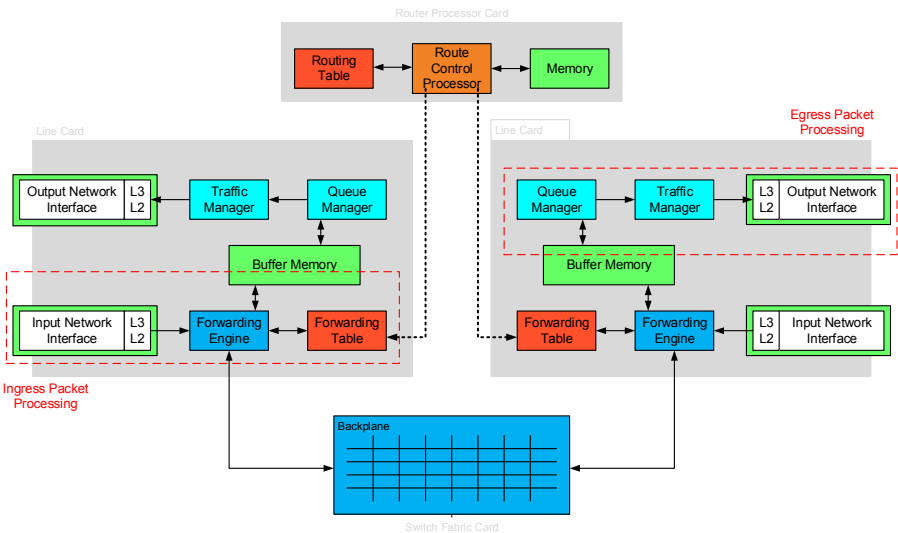 Router Processor Card
Routing
Table
Route
Control
Processor
Memory
Line Card
Output Network
Interface
L3
L2
Traffic
Manager
Queue
Manager
Buffer Memory
Input Network
Interface
L3
L2
Forwarding
Engine
Forwarding
Table
Ingress Packet
Processing
Line Card
Egress Packet
Processing
Queue
Manager
Traffic
Manager
L3
L2
Output Network
Interface
Buffer Memory
Forwarding
Table
Forwarding
Engine
L3
L2
Input Network
Interface
Backplane
Switch Fabric Card